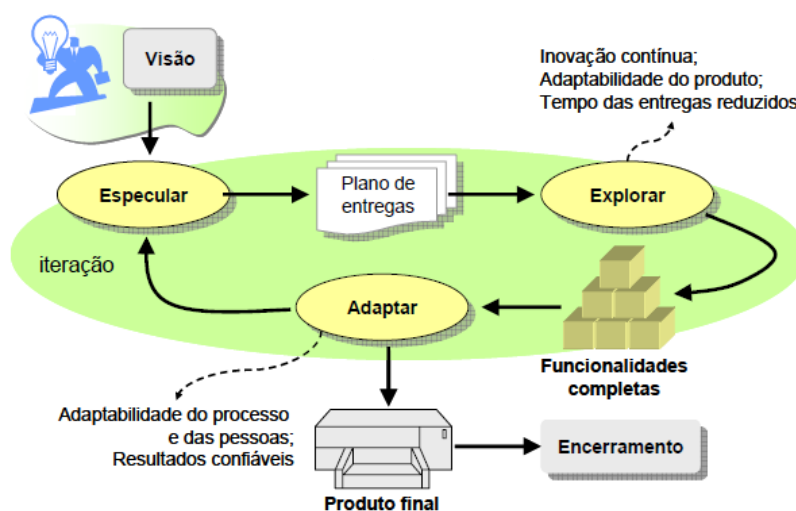 Visão
Inovação contínua;
Adaptabilidade do produto;
Tempo das entregas reduzidos
Especular
Plano de
entregas
Explorar
iteração
Adaptar
Funcionalidades
completas
Adaptabilidade do processo
e das pessoas;
Resultados confiáveis
Encerramento
Produto final